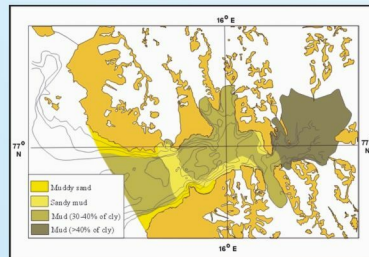 16° E
77°
N
77°
N
Muddy sand
Sandy mud
Mud (30-40% of cly)
Mud (>40% of cly)
16° E